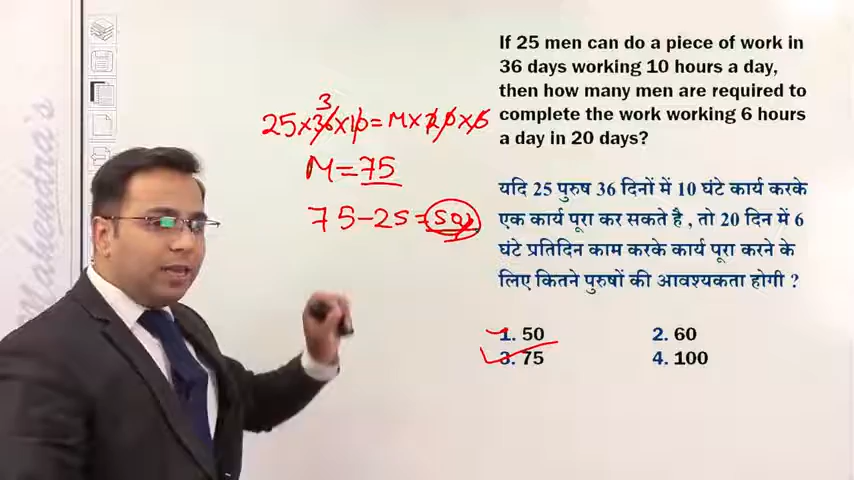 If 25 men can do a piece of work in
36 days working 10 hours a day,
then how many men are required to
complete the work working 6 hours
a day in 20 days?
यदि 25 पुरुष 36 दिनों में 10 घंटे कार्य करके
एक कार्य पूरा कर सकते है , तो 20 दिन में 6
घंटे प्रतिदिन काम करके कार्य पूरा करने के
लिए कितने पुरुषों की आवश्यकता होगी ?
1. 50 2. 60
3. 75 4. 100
3
25×36×10=M×20×6
M=75
75-25=50
Mahendra's